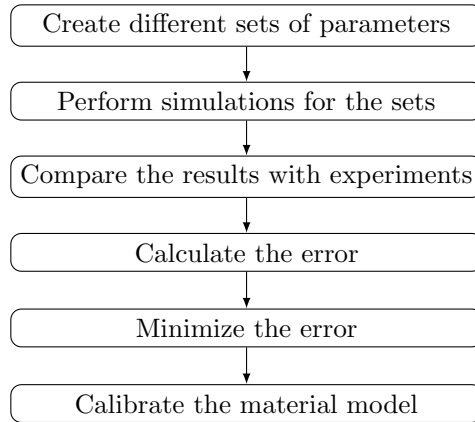 Create different sets of parameters
Perform simulations for the sets
Compare the results with experiments
Calculate the error
Minimize the error
Calibrate the material model